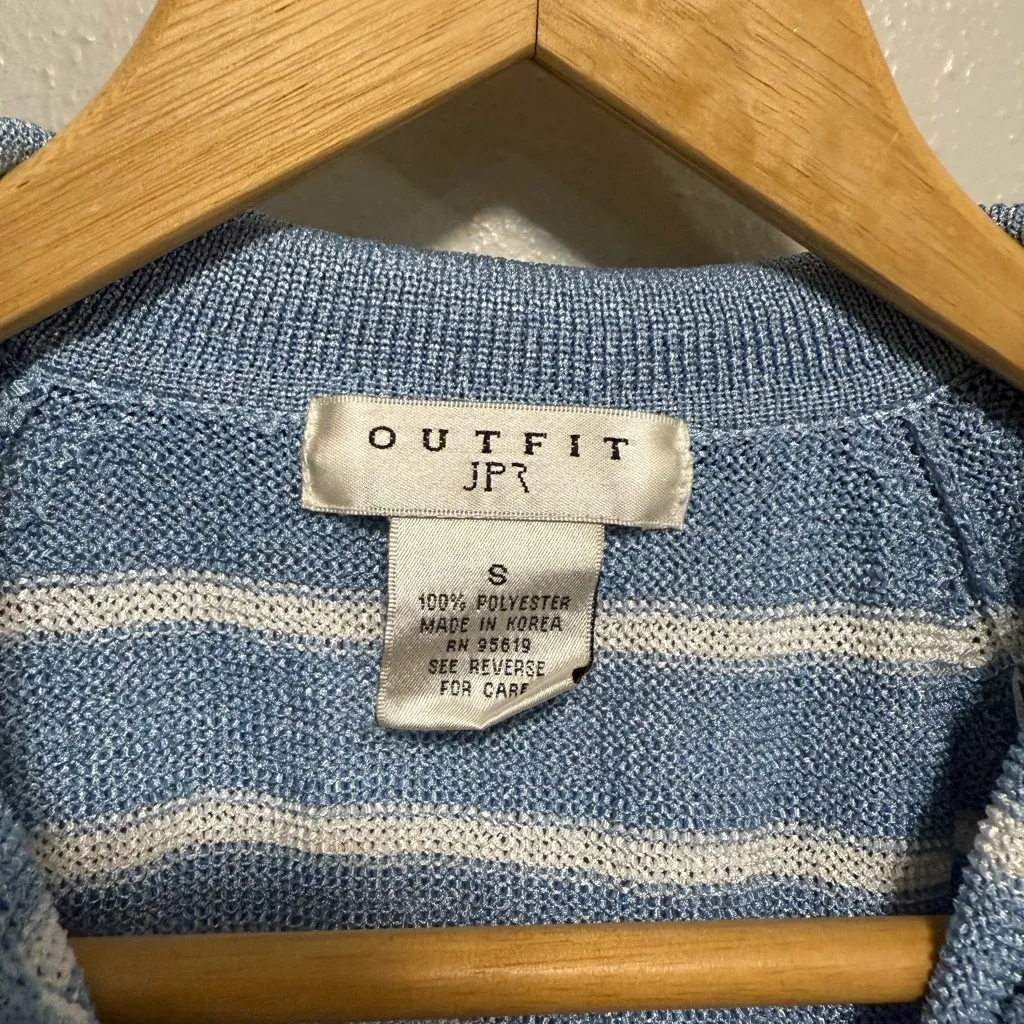 OUTFIT
JPR
S
100% POLYESTER
MADE IN KOREA
RN 95619
SEE REVERSE
FOR CARE